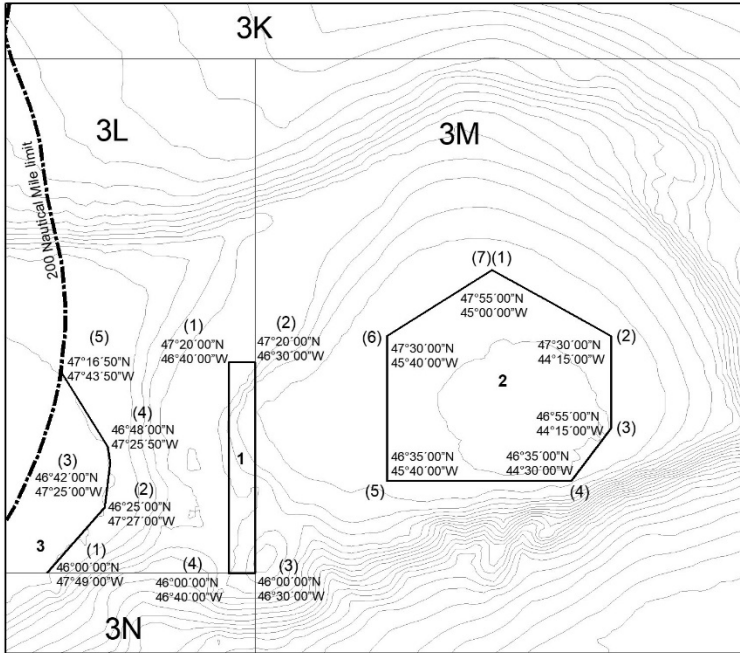 3K
3L
3M
200 Nautical Mile limit
(7)(1)
47°55´00"N
45°00´00"W
(1)
47°20´00"N
46°40´00"W
(2)
47°20´00"N
46°30´00"W
(6)
47°30´00"N
45°40´00"W
47°30´00"N
44°15´00"W
(2)
(5)
47°16´50"N
47°43´50"W
2
(4)
46°48´00"N
47°25´50"W
46°55´00"N
44°15´00"W
(3)
(3)
46°42´00"N
47°25´00"W
1
46°35´00"N
45°40´00"W
46°35´00"N
44°30´00"W
(5)
(4)
(2)
46°25´00"N
47°27´00"W
3
(1)
46°00´00"N
47°49´00"W
(4)
46°00´00"N
46°40´00"W
(3)
46°00´00"N
46°30´00"W
3N